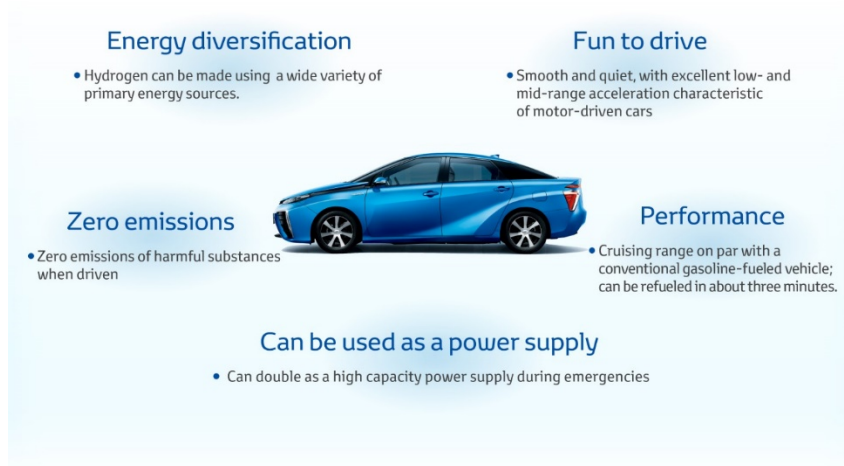 Energy diversification
• Hydrogen can be made using a wide variety of
primary energy sources.
Fun to drive
• Smooth and quiet, with excellent low- and
mid-range acceleration characteristic
of motor-driven cars
Zero emissions
• Zero emissions of harmful substances
when driven
Performance
• Cruising range on par with a
conventional gasoline-fueled vehicle;
can be refueled in about three minutes.
Can be used as a power supply
• Can double as a high capacity power supply during emergencies